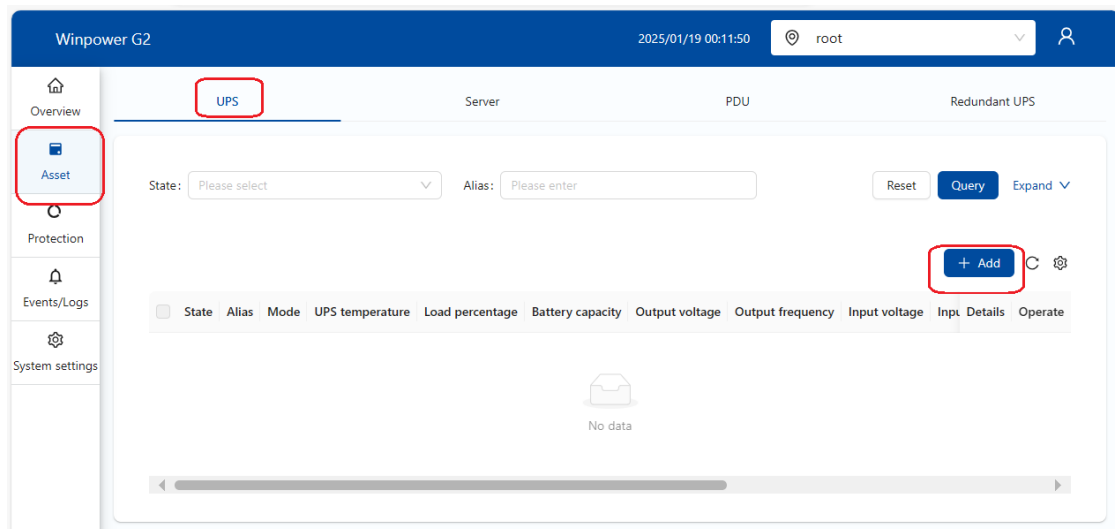 Winpower G2 2025/01/19 00:11:50 root
Overview
Asset
Protection
Events/Logs
System settings
UPS Server PDU Redundant UPS
State: Please select Alias: Please enter Reset Query Expand
+ Add
State Alias Mode UPS temperature Load percentage Battery capacity Output voltage Output frequency Input voltage Inpu Details Operate
No data